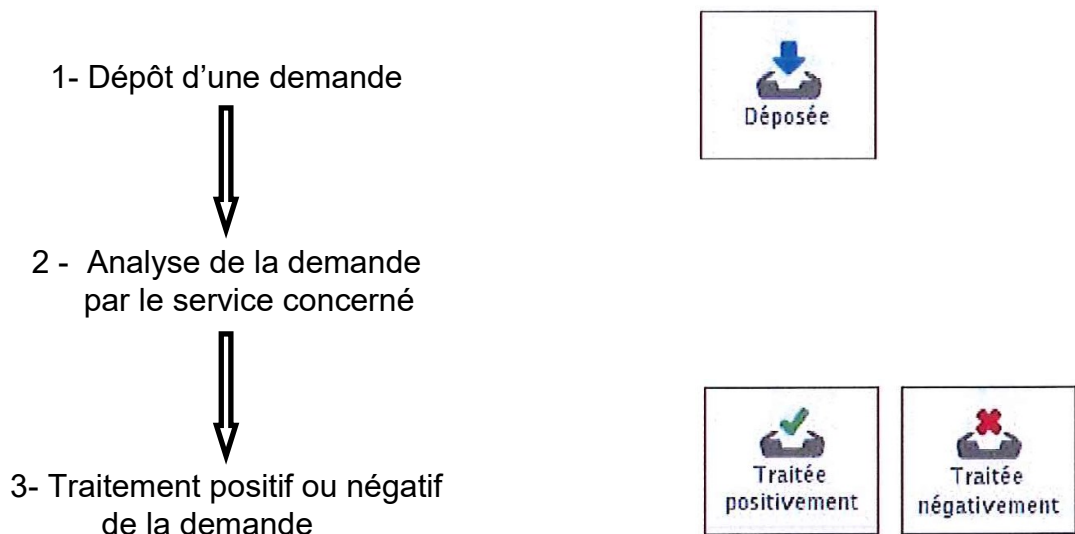 1- Dépôt d’une demande
Déposée
2 - Analyse de la demande
par le service concerné
3- Traitement positif ou négatif
de la demande
Traitée
positivement
Traitée
négativement